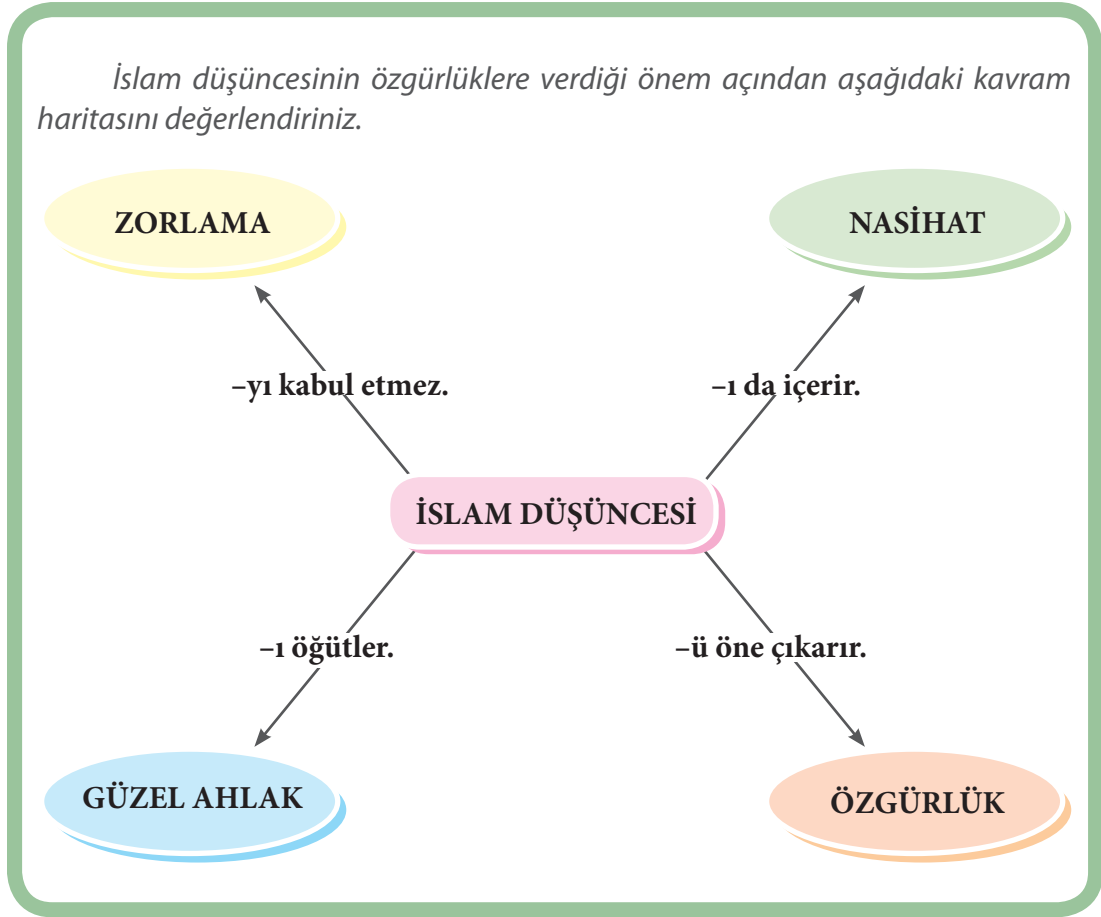 İslam düşüncesinin özgürlüklere verdiği önem açından aşağıdaki kavram
haritasını değerlendiriniz.
ZORLAMA
NASİHAT
–yı kabul etmez.
–ı da içerir.
İSLAM DÜŞÜNCESİ
–ı öğütler.
–ü öne çıkarır.
GÜZEL AHLAK
ÖZGÜRLÜK